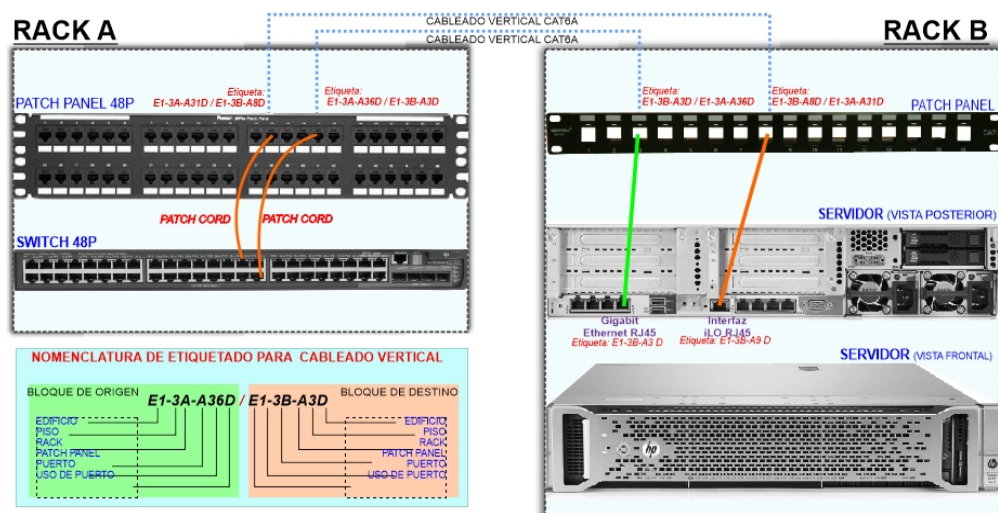 RACK A
RACK B
CABLEADO VERTICAL CAT6A
CABLEADO VERTICAL CAT6A
PATCH PANEL 48P
Etiqueta:
E1-3A-A31D / E1-3B-A8D
Etiqueta:
E1-3A-A36D / E1-3B-A3D
Etiqueta:
E1-3B-A3D / E1-3A-A36D
Etiqueta:
E1-3B-A8D / E1-3A-A31D
PATCH PANEL
PATCH CORD
PATCH CORD
SWITCH 48P
SERVIDOR (VISTA POSTERIOR)
Gigabit
Ethernet RJ45
Etiqueta: E1-3B-A3 D
Interfaz
iLO RJ45
Etiqueta: E1-3B-A9 D
SERVIDOR (VISTA FRONTAL)
hp
NOMENCLATURA DE ETIQUETADO PARA CABLEADO VERTICAL
BLOQUE DE ORIGEN
E1-3A-A36D / E1-3B-A3D
BLOQUE DE DESTINO
EDIFICIO
PISO
RACK
PATCH PANEL
PUERTO
USO DE PUERTO
EDIFICIO
PISO
RACK
PATCH PANEL
PUERTO
USO DE PUERTO